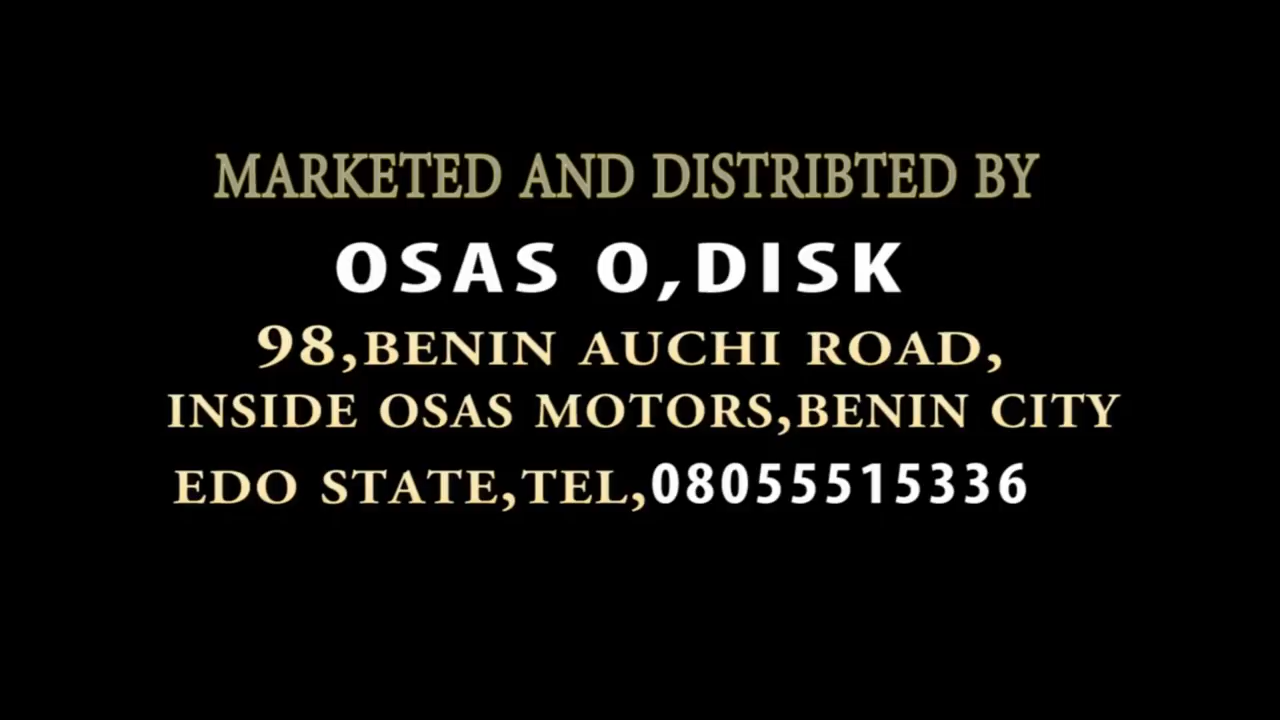 MARKETED AND DISTRIBTED BY
OSAS O,DISK
98,BENIN AUCHI ROAD,
INSIDE OSAS MOTORS,BENIN CITY
EDO STATE,TEL,08055515336